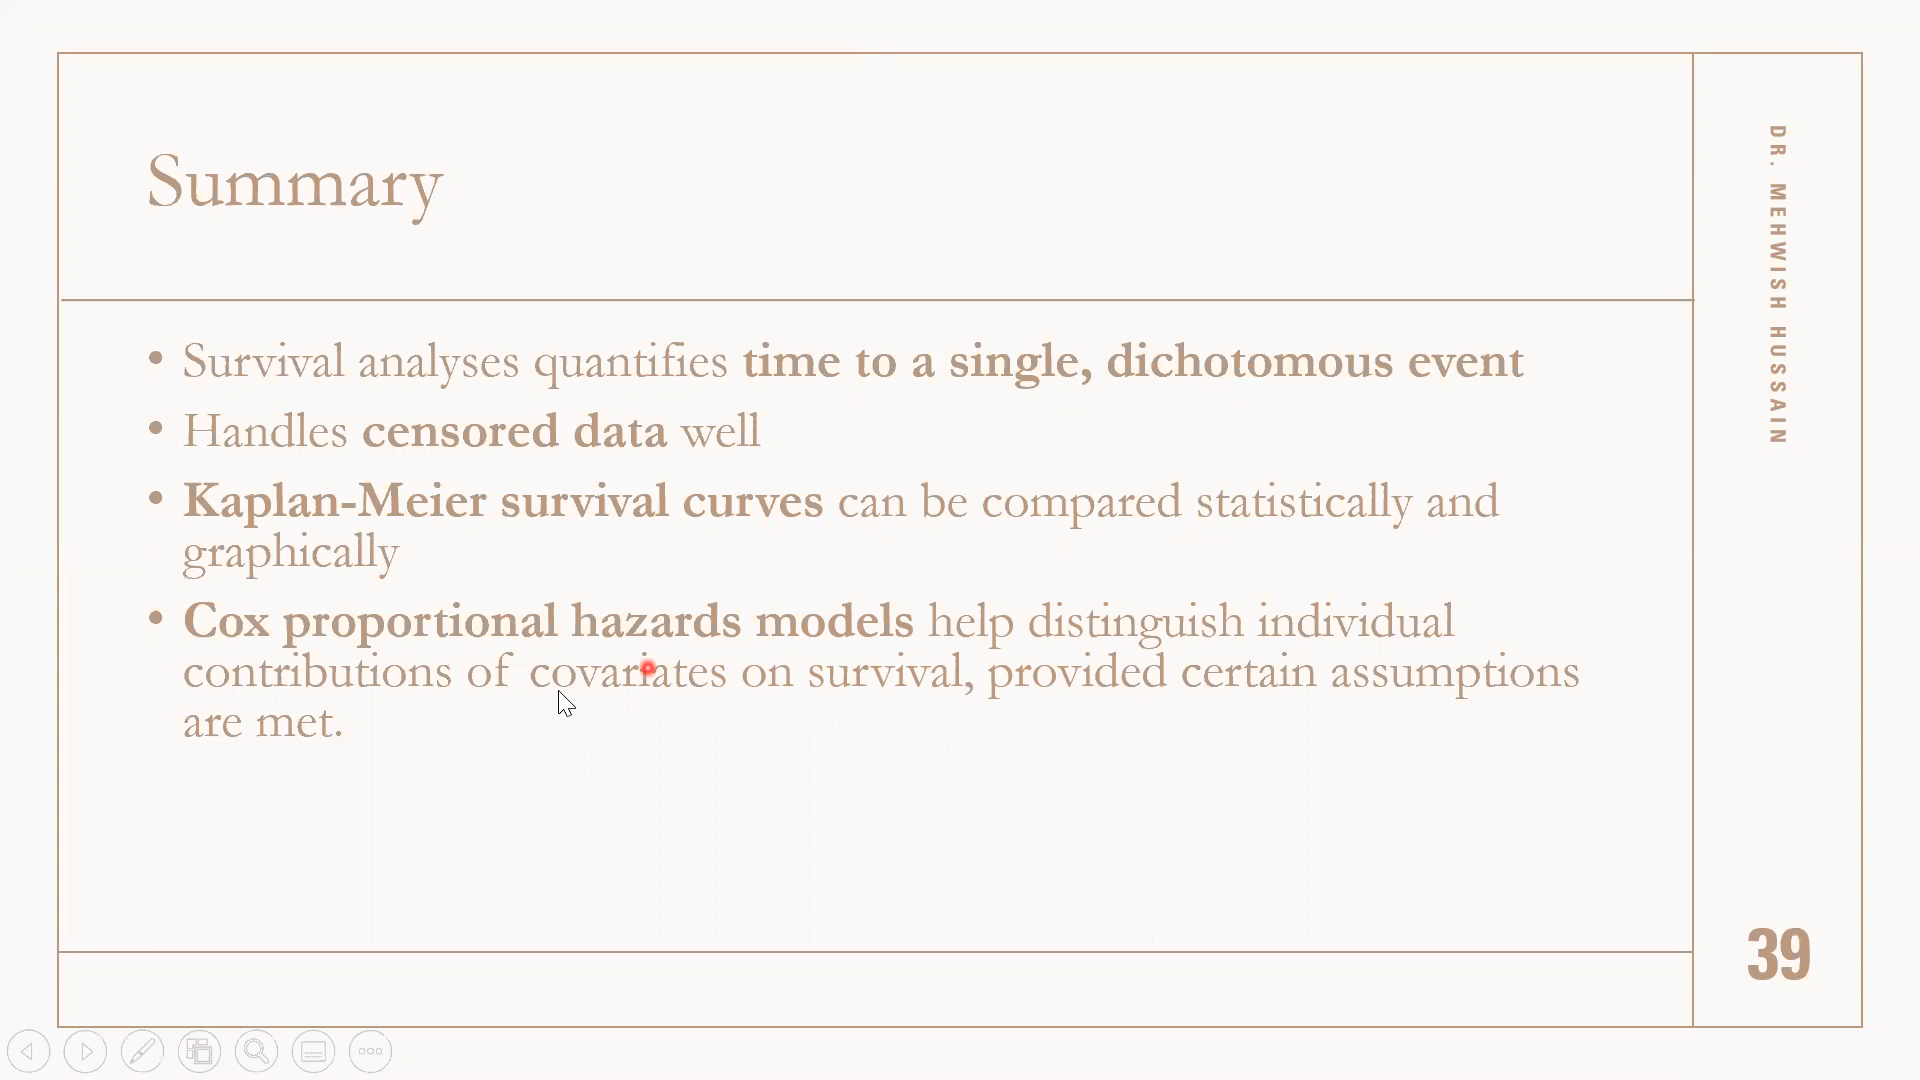 Summary
• Survival analyses quantifies time to a single, dichotomous event
• Handles censored data well
• Kaplan-Meier survival curves can be compared statistically and
graphically
• Cox proportional hazards models help distinguish individual
contributions of covariates on survival, provided certain assumptions
are met.
DR. MEHWISH HUSSAIN
39